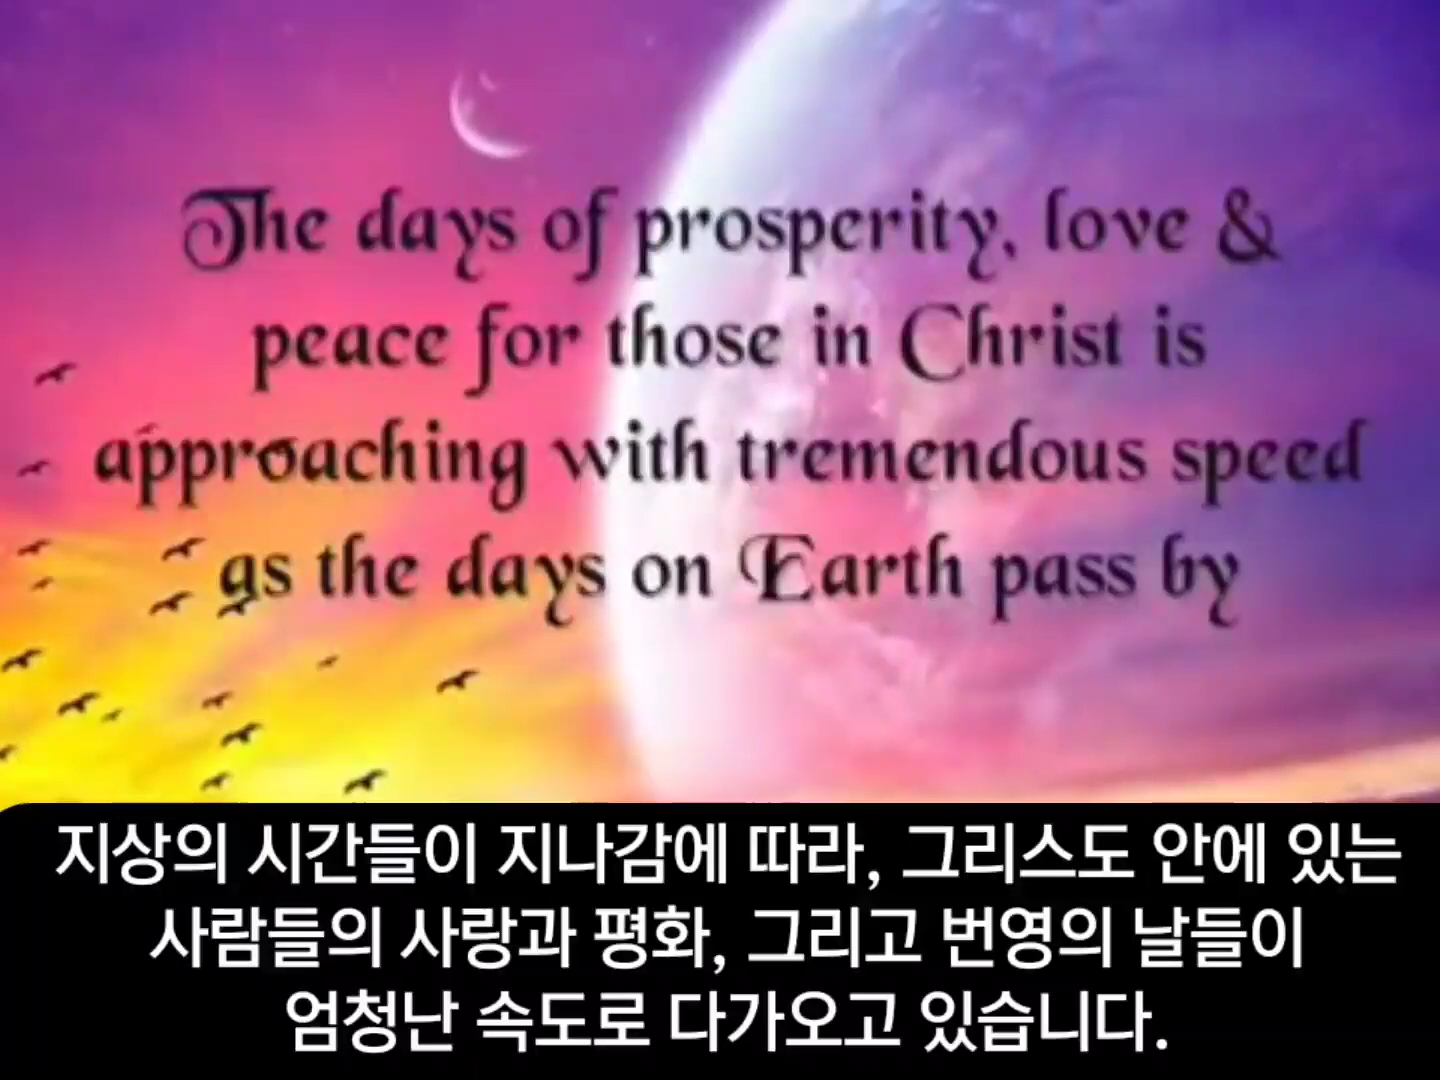 The days of prosperity, love &
peace for those in Christ is
approaching with tremendous speed
as the days on Earth pass by
지상의 시간들이 지나감에 따라, 그리스도 안에 있는
사람들의 사랑과 평화, 그리고 번영의 날들이
엄청난 속도로 다가오고 있습니다.